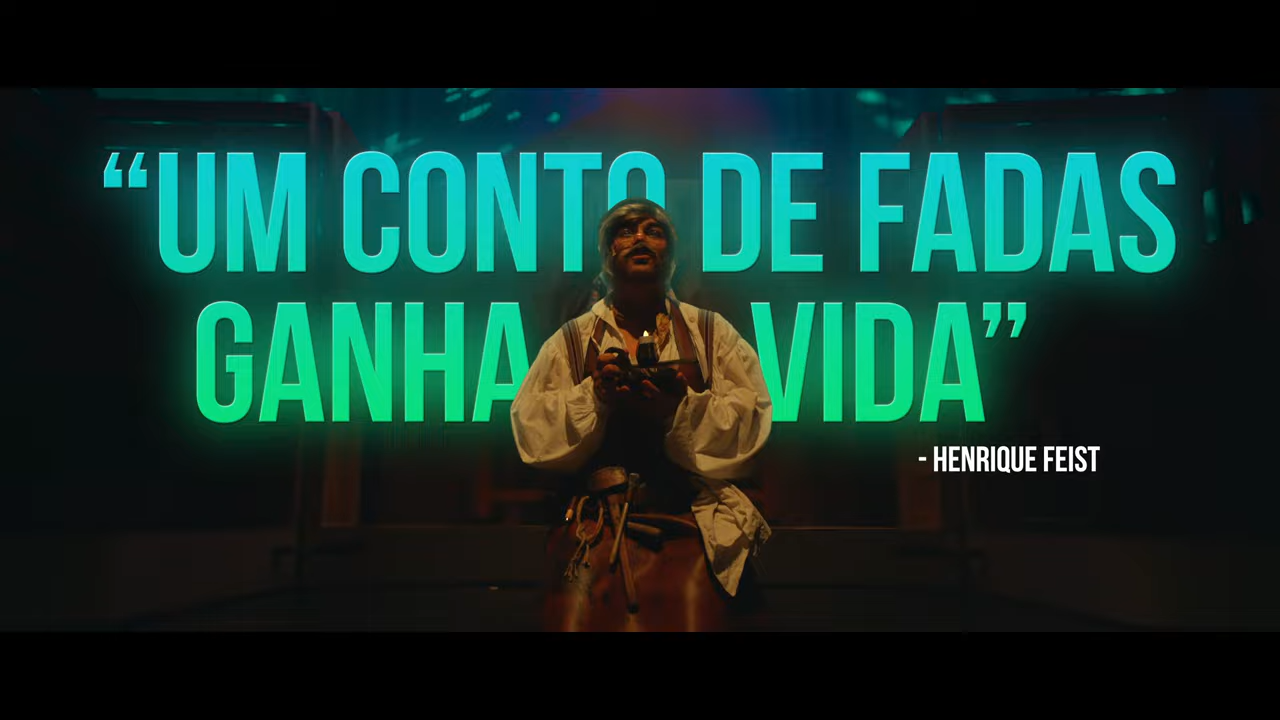 “UM CONTO DE FADAS
GANHA VIDA”
- HENRIQUE FEIST